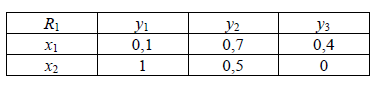 R₁ y₁ y₂ y₃
x₁ 0,1 0,7 0,4
x₂ 1 0,5 0